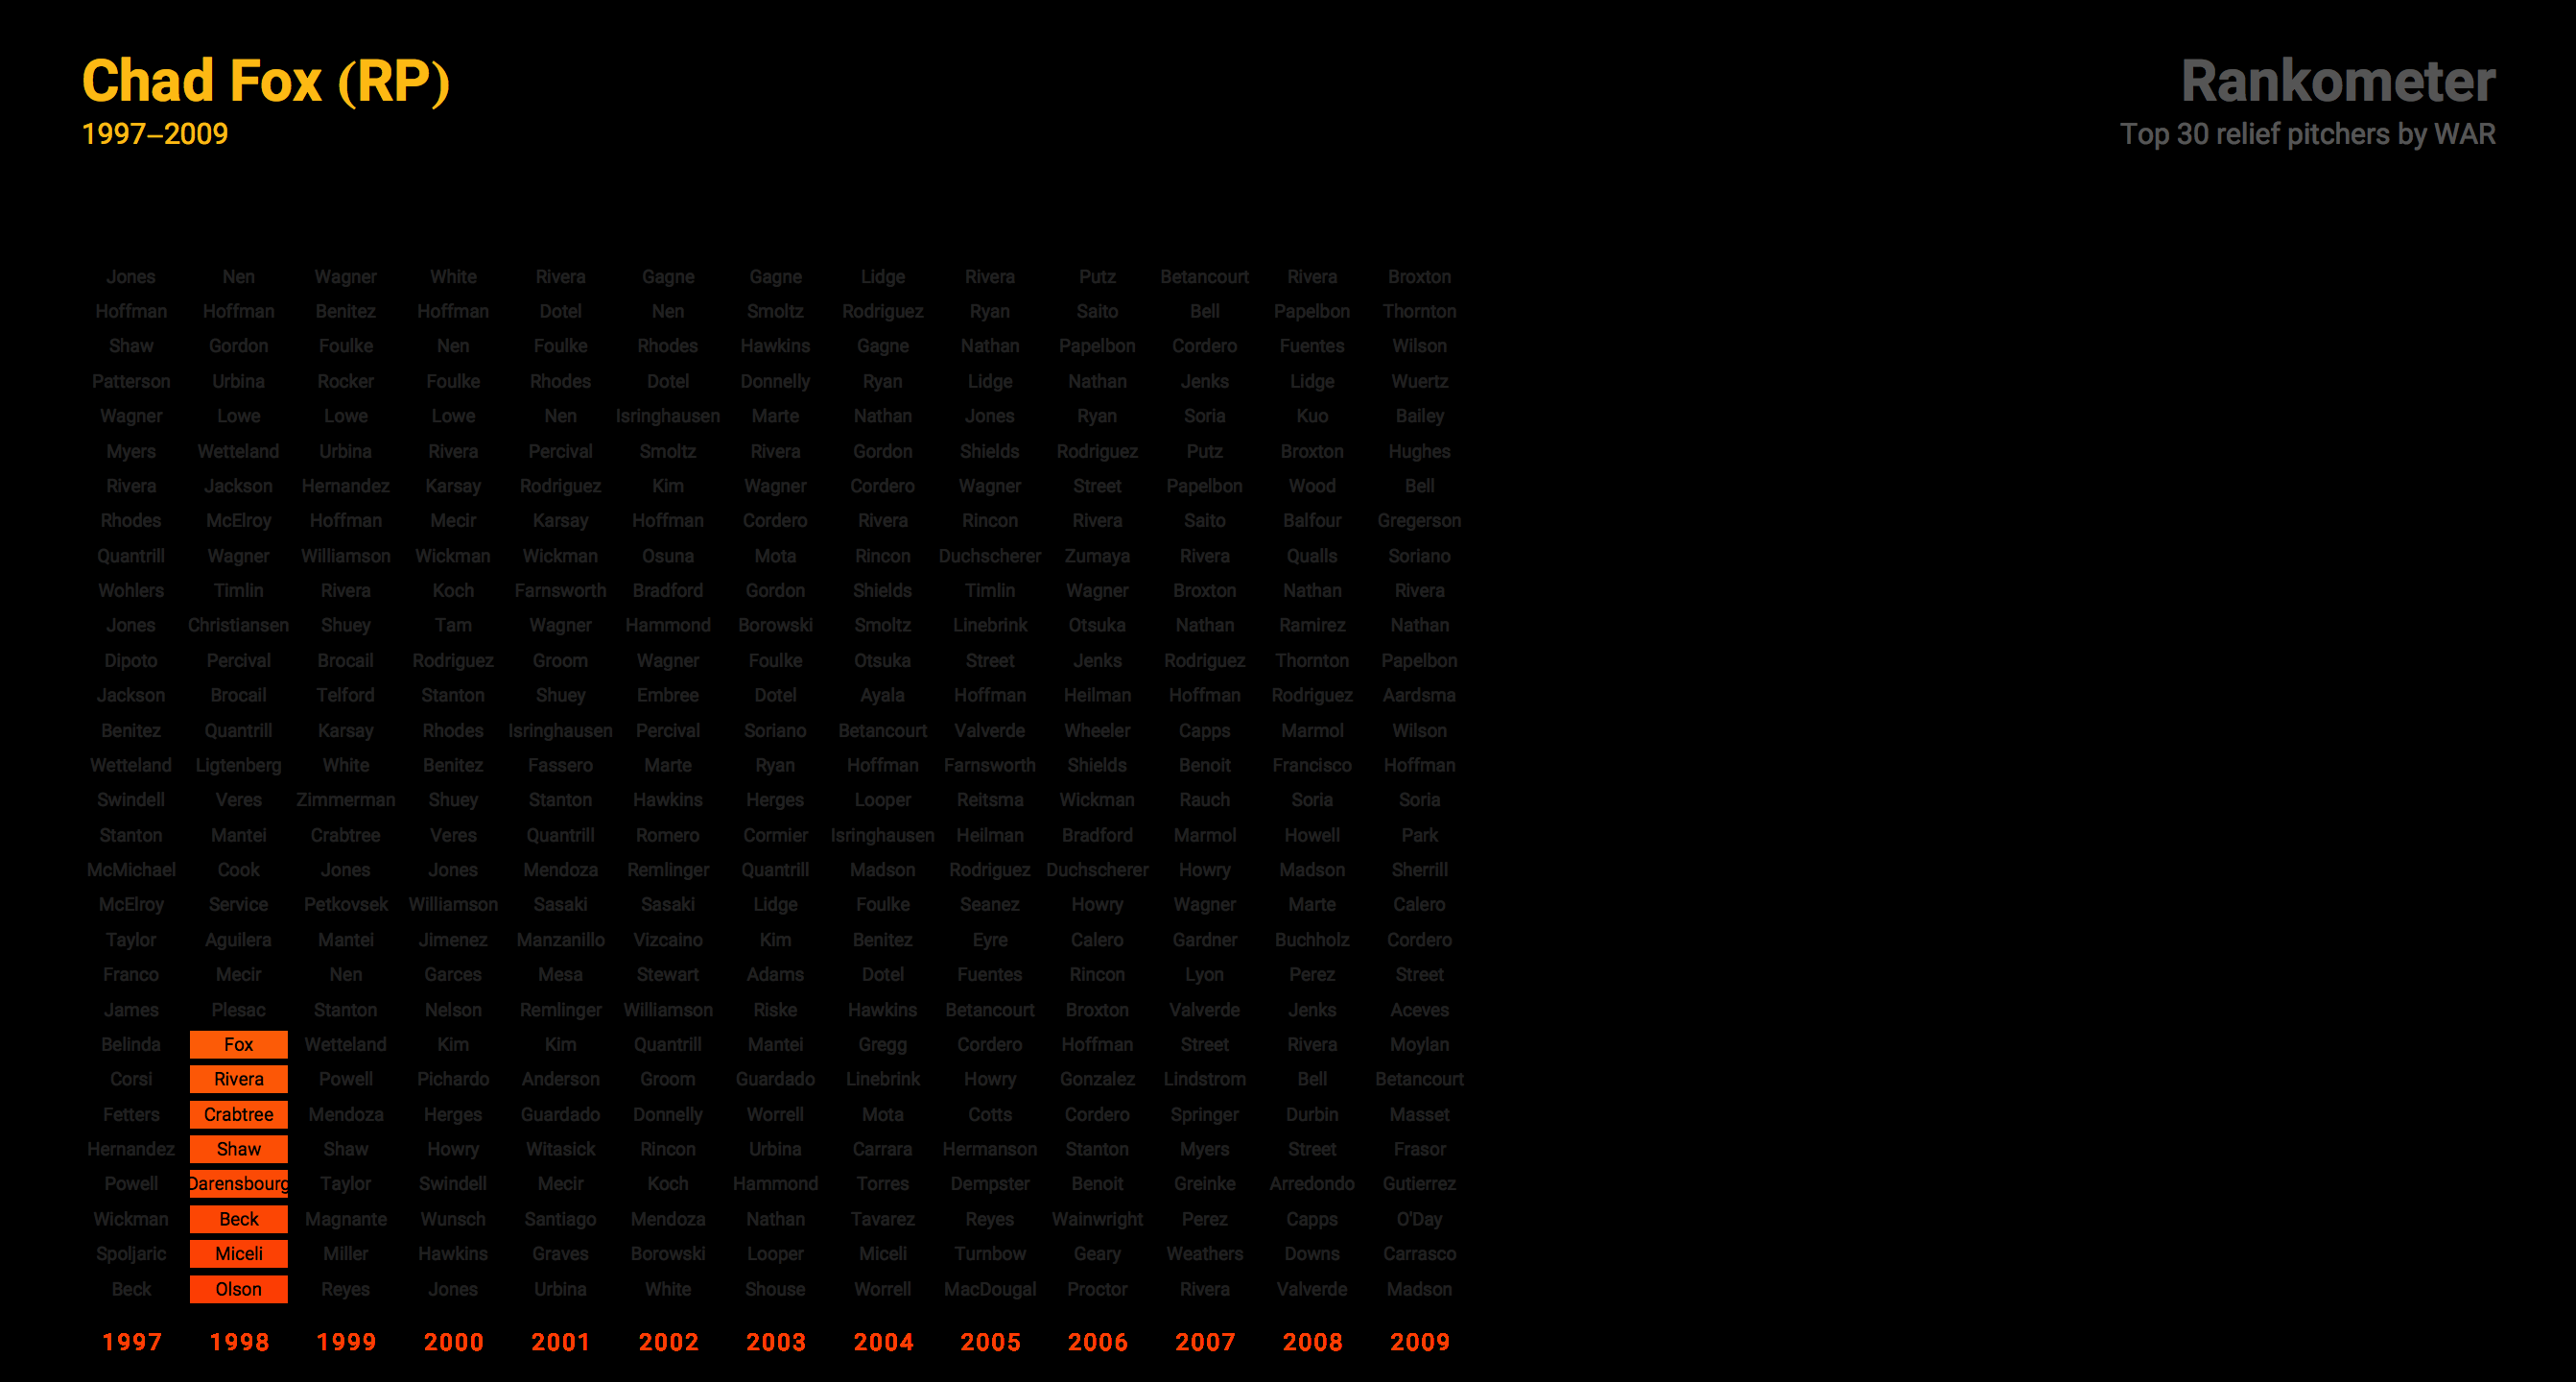 Chad Fox (RP)
1997–2009
Rankometer
Top 30 relief pitchers by WAR
Jones Nen Wagner White Rivera Gagne Gagne Lidge Rivera Putz Betancourt Rivera Broxton
Hoffman Hoffman Benitez Hoffman Dotel Nen Smoltz Rodriguez Ryan Saito Bell Papelbon Thornton
Shaw Gordon Foulke Nen Foulke Rhodes Hawkins Gagne Nathan Papelbon Cordero Fuentes Wilson
Patterson Urbina Rocker Foulke Rhodes Dotel Donnelly Ryan Lidge Nathan Jenks Lidge Wuertz
Wagner Lowe Lowe Lowe Nen Isringhausen Marte Nathan Jones Ryan Soria Kuo Bailey
Myers Wetteland Urbina Rivera Percival Smoltz Rivera Gordon Shields Rodriguez Putz Broxton Hughes
Rivera Jackson Hernandez Karsay Rodriguez Kim Wagner Cordero Wagner Street Papelbon Wood Bell
Rhodes McElroy Hoffman Mecir Karsay Hoffman Cordero Rivera Rincon Rivera Saito Balfour Gregerson
Quantrill Wagner Williamson Wickman Wickman Osuna Mota Rincon Duchscherer Zumaya Rivera Qualls Soriano
Wohlers Timlin Rivera Koch Farnsworth Bradford Gordon Shields Timlin Wagner Broxton Nathan Rivera
Jones Christiansen Shuey Tam Wagner Hammond Borowski Smoltz Linebrink Otsuka Nathan Ramirez Nathan
Dipoto Percival Brocail Rodriguez Groom Wagner Foulke Otsuka Street Jenks Rodriguez Thornton Papelbon
Jackson Brocail Telford Stanton Shuey Embree Dotel Ayala Hoffman Heilman Hoffman Rodriguez Aardsma
Benitez Quantrill Karsay Rhodes Isringhausen Percival Soriano Betancourt Valverde Wheeler Capps Marmol Wilson
Wetteland Ligtenberg White Benitez Fassero Marte Ryan Hoffman Farnsworth Shields Benoit Francisco Hoffman
Swindell Veres Zimmerman Shuey Stanton Hawkins Herges Looper Reitsma Wickman Rauch Soria Soria
Stanton Mantei Crabtree Veres Quantrill Romero Cormier Isringhausen Heilman Bradford Marmol Howell Park
McMichael Cook Jones Jones Mendoza Remlinger Quantrill Madson Rodriguez Duchscherer Howry Madson Sherrill
McElroy Service Petkovsek Williamson Sasaki Sasaki Lidge Foulke Seanez Howry Wagner Marte Calero
Taylor Aguilera Mantei Jimenez Manzanillo Vizcaino Kim Benitez Eyre Calero Gardner Buchholz Cordero
Franco Mecir Nen Garces Mesa Stewart Adams Dotel Fuentes Rincon Lyon Perez Street
James Plesac Stanton Nelson Remlinger Williamson Riske Hawkins Betancourt Broxton Valverde Jenks Aceves
Belinda Fox Wetteland Kim Kim Quantrill Mantei Gregg Cordero Hoffman Street Rivera Moylan
Corsi Rivera Powell Pichardo Anderson Groom Guardado Linebrink Howry Gonzalez Lindstrom Bell Betancourt
Fetters Crabtree Mendoza Herges Guardado Donnelly Worrell Mota Cotts Cordero Springer Durbin Masset
Hernandez Shaw Shaw Howry Witasick Rincon Urbina Carrara Hermanson Stanton Myers Street Frasor
Powell Darensbourg Taylor Swindell Mecir Koch Hammond Torres Dempster Benoit Greinke Arredondo Gutierrez
Wickman Beck Magnante Wunsch Santiago Mendoza Nathan Tavarez Reyes Wainwright Perez Capps O'Day
Spoljaric Miceli Miller Hawkins Graves Borowski Looper Miceli Turnbow Geary Weathers Downs Carrasco
Beck Olson Reyes Jones Urbina White Shouse Worrell MacDougal Proctor Rivera Valverde Madson
1997 1998 1999 2000 2001 2002 2003 2004 2005 2006 2007 2008 2009